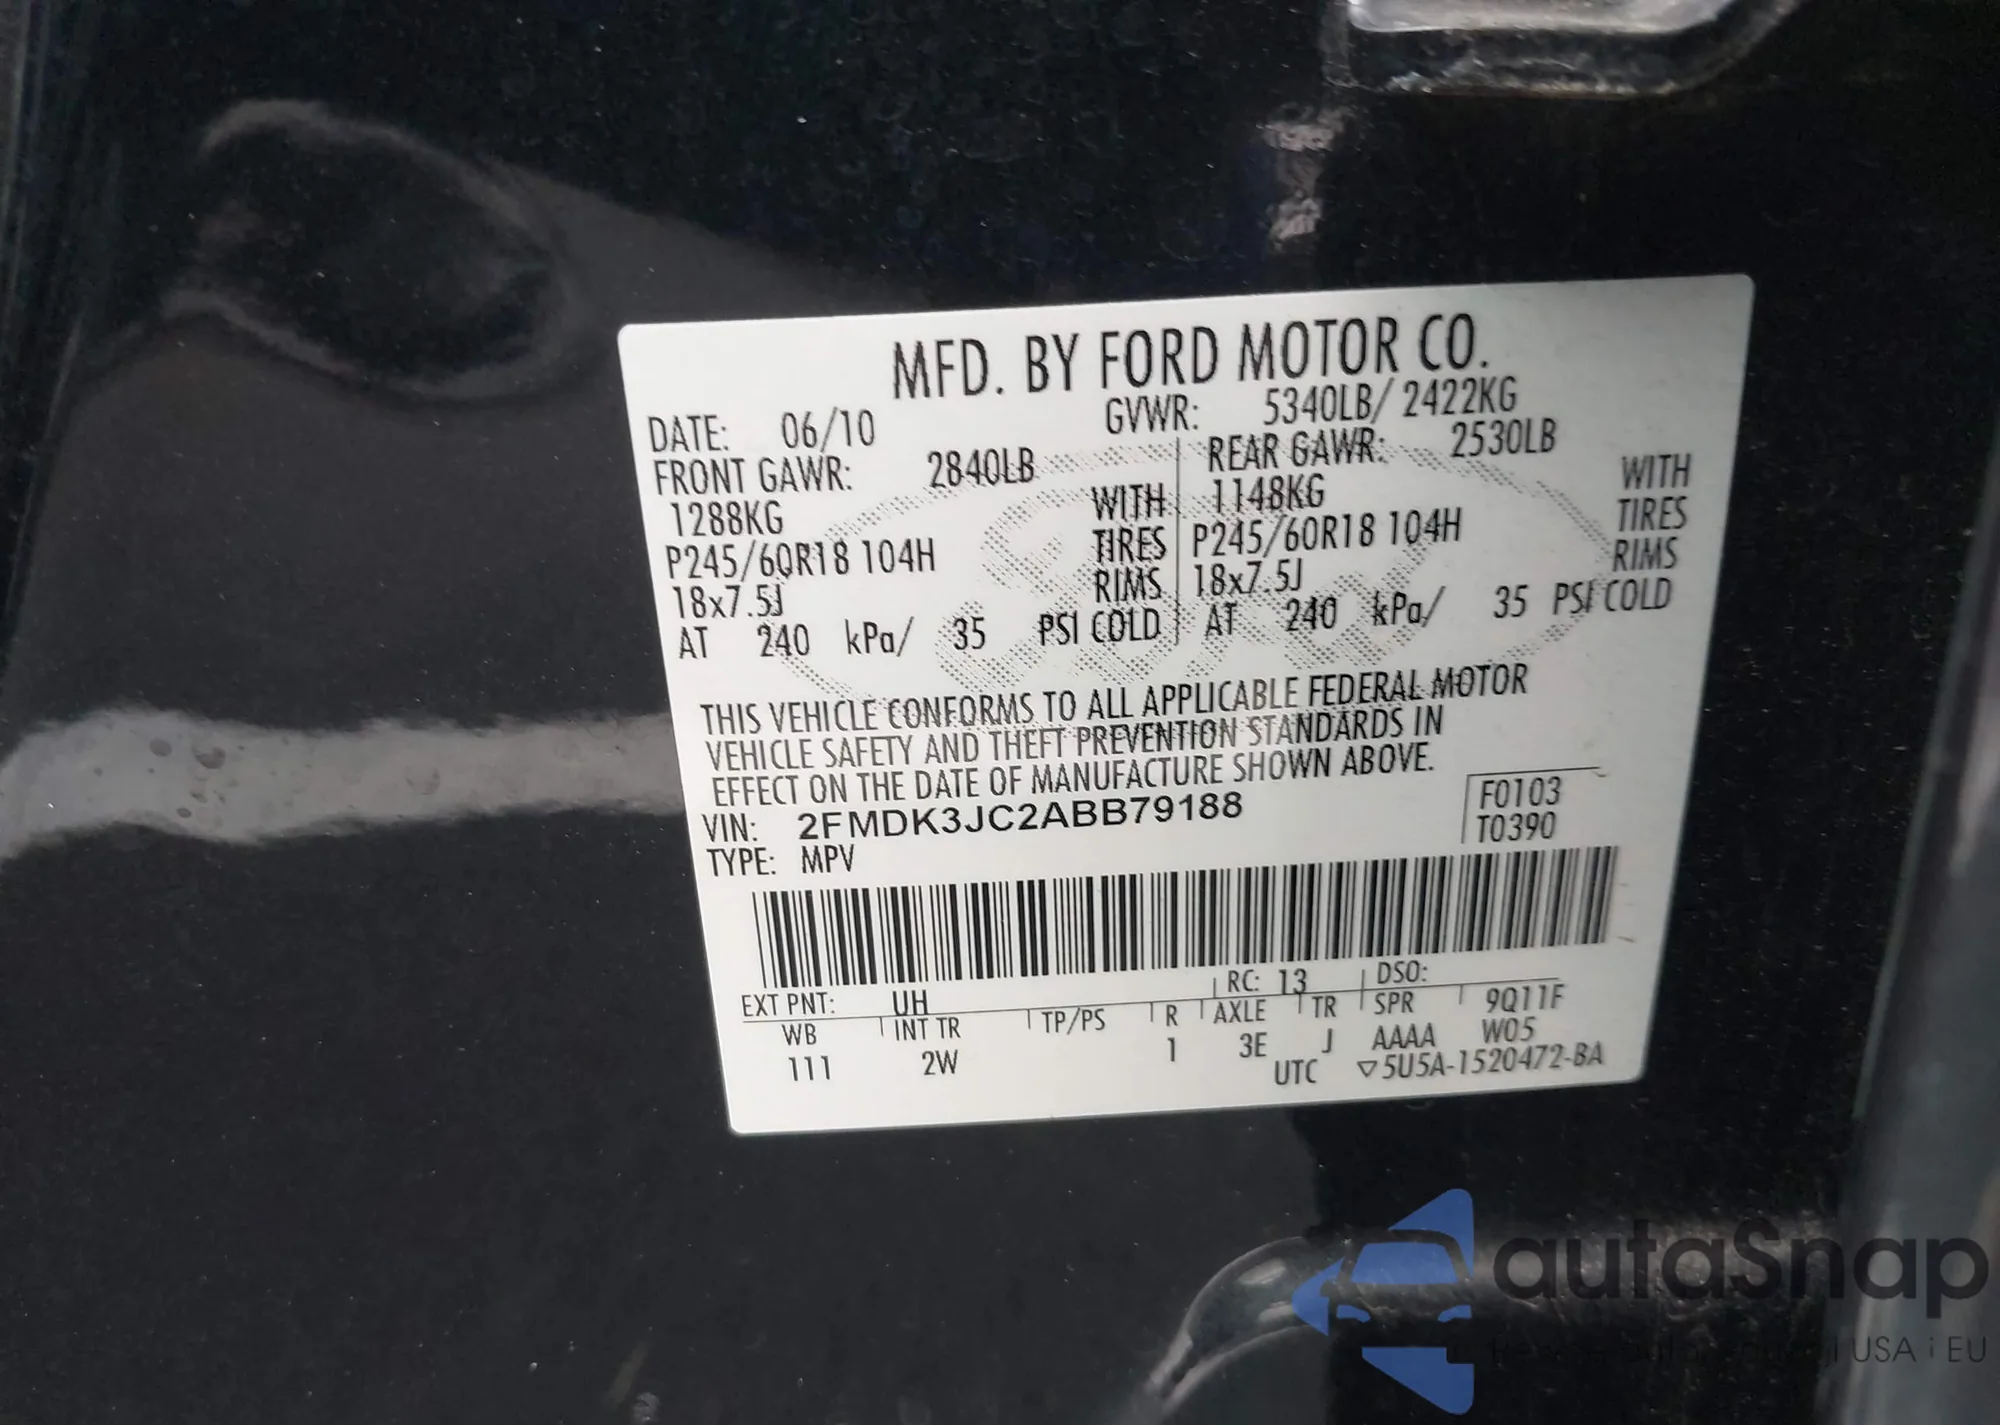 MFD. BY FORD MOTOR CO.
DATE: 06/10 GVWR: 5340LB/ 2422KG
FRONT GAWR: 2840LB REAR GAWR: 2530LB
1288KG WITH 1148KG WITH
P245/60R18 104H TIRES P245/60R18 104H TIRES
18x7.5J RIMS 18x7.5J RIMS
AT 240 kPa/ 35 PSI COLD AT 240 kPa/ 35 PSI COLD
THIS VEHICLE CONFORMS TO ALL APPLICABLE FEDERAL MOTOR
VEHICLE SAFETY AND THEFT PREVENTION STANDARDS IN
EFFECT ON THE DATE OF MANUFACTURE SHOWN ABOVE.
VIN: 2FMDK3JC2ABB79188 F0103
TYPE: MPV T0390
EXT PNT: UH RC: 13 DSO:
WB INT TR TP/PS R AXLE TR SPR 9Q11F
111 2W 1 3E J AAAA W05
UTC ▽5U5A-1520472-BA
autaSnap
USA i EU